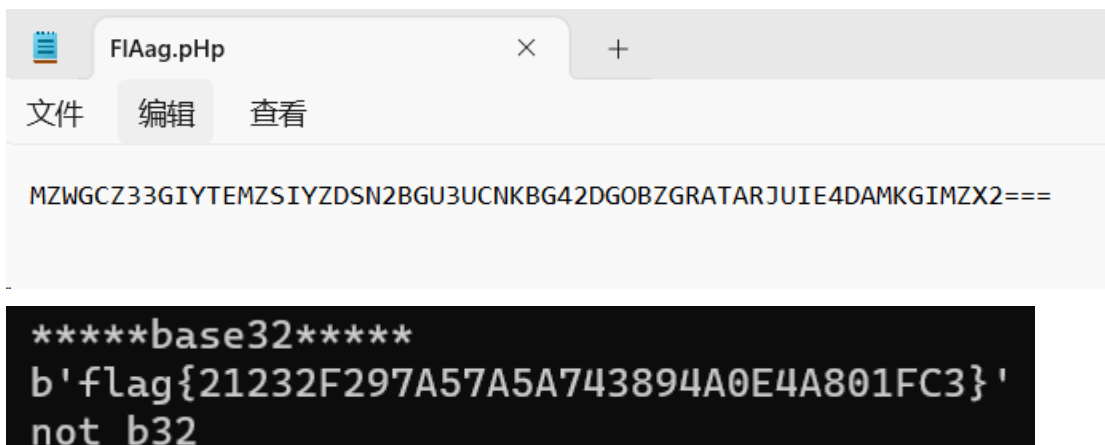 FlAag.pHp
文件 编辑 查看
MZWGCZ33GIYTEMZSIYZDSN2BGU3UCNKBG42DGOBZGRATARJUIE4DAMKGIMZX2===
*****base32*****
b'flag{21232F297A57A5A743894A0E4A801FC3}'
not b32